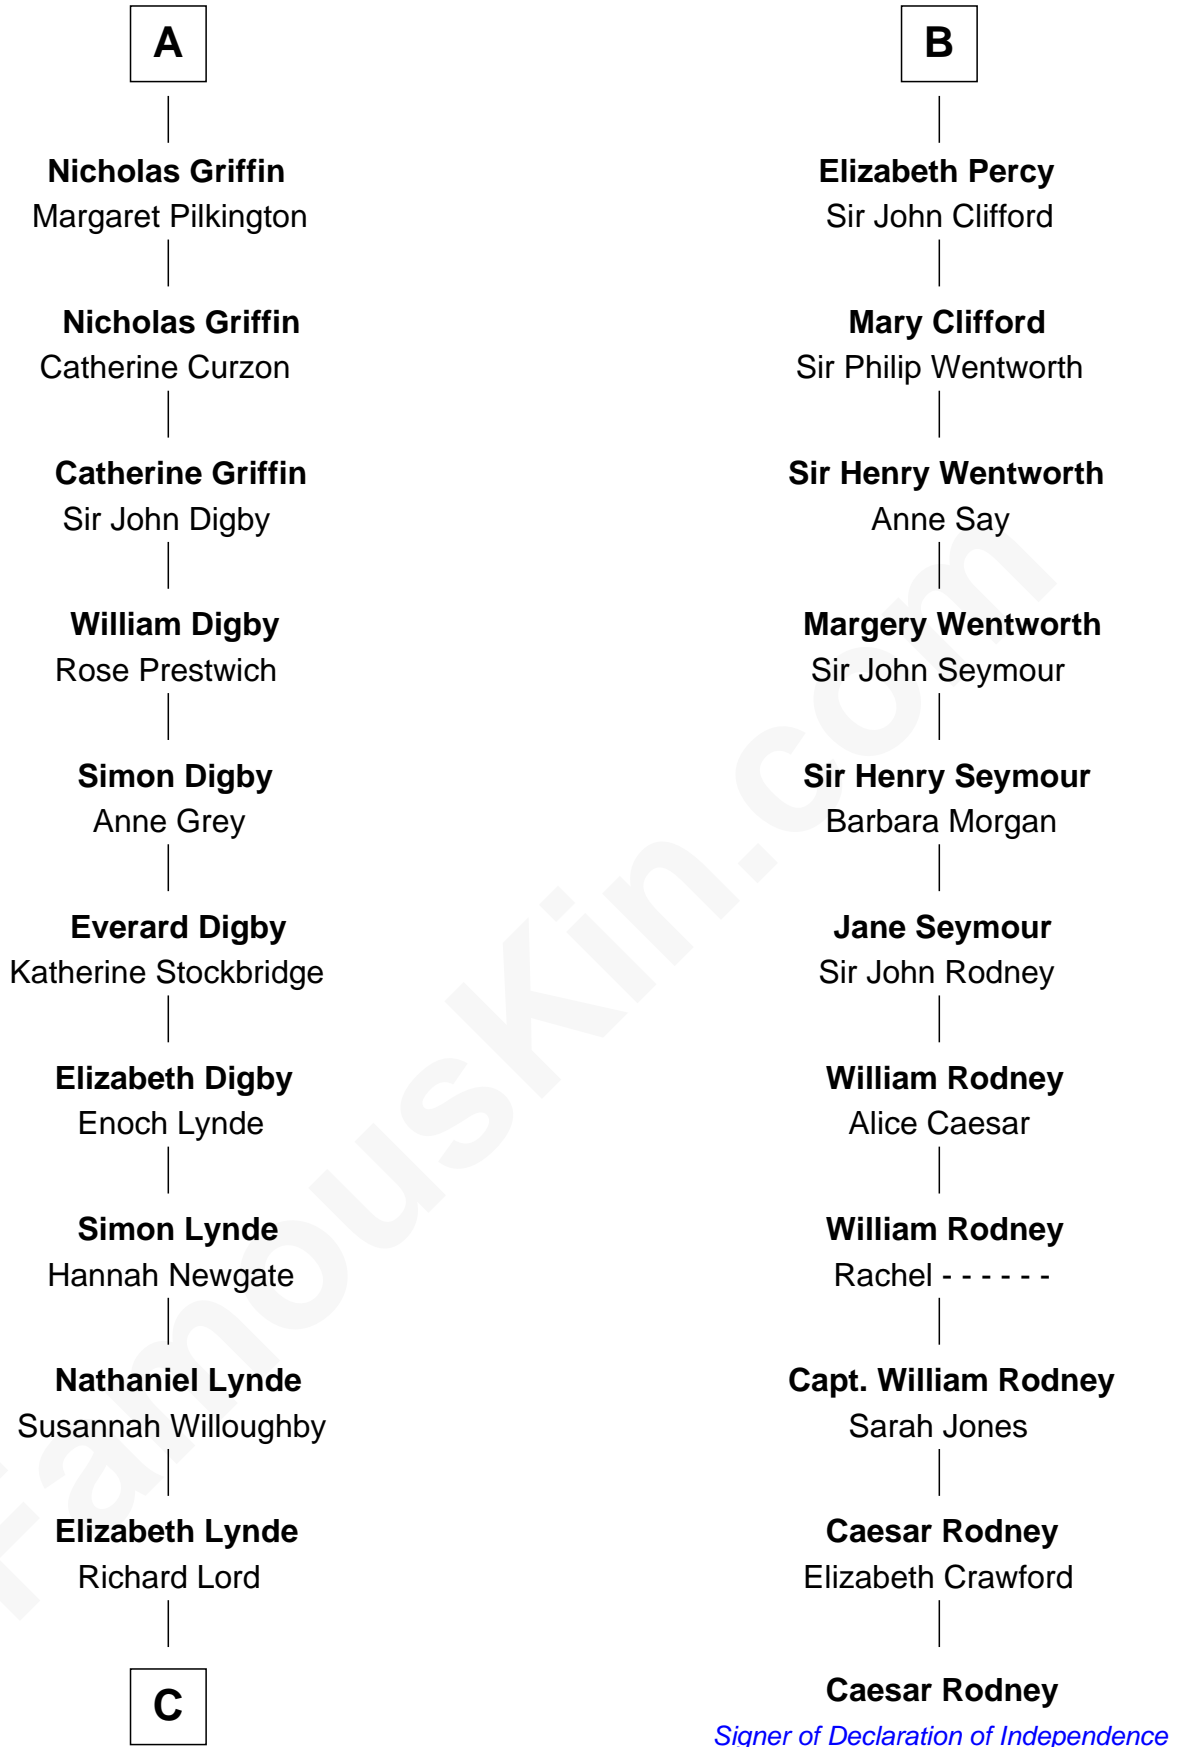 A
Nicholas Griffin
Margaret Pilkington
Nicholas Griffin
Catherine Curzon
Catherine Griffin
Sir John Digby
William Digby
Rose Prestwich
Simon Digby
Anne Grey
Everard Digby
Katherine Stockbridge
Elizabeth Digby
Enoch Lynde
Simon Lynde
Hannah Newgate
Nathaniel Lynde
Susannah Willoughby
Elizabeth Lynde
Richard Lord
C
B
Elizabeth Percy
Sir John Clifford
Mary Clifford
Sir Philip Wentworth
Sir Henry Wentworth
Anne Say
Margery Wentworth
Sir John Seymour
Sir Henry Seymour
Barbara Morgan
Jane Seymour
Sir John Rodney
William Rodney
Alice Caesar
William Rodney
Rachel - - - - - -
Capt. William Rodney
Sarah Jones
Caesar Rodney
Elizabeth Crawford
Caesar Rodney
Signer of Declaration of Independence
FamousKin.com